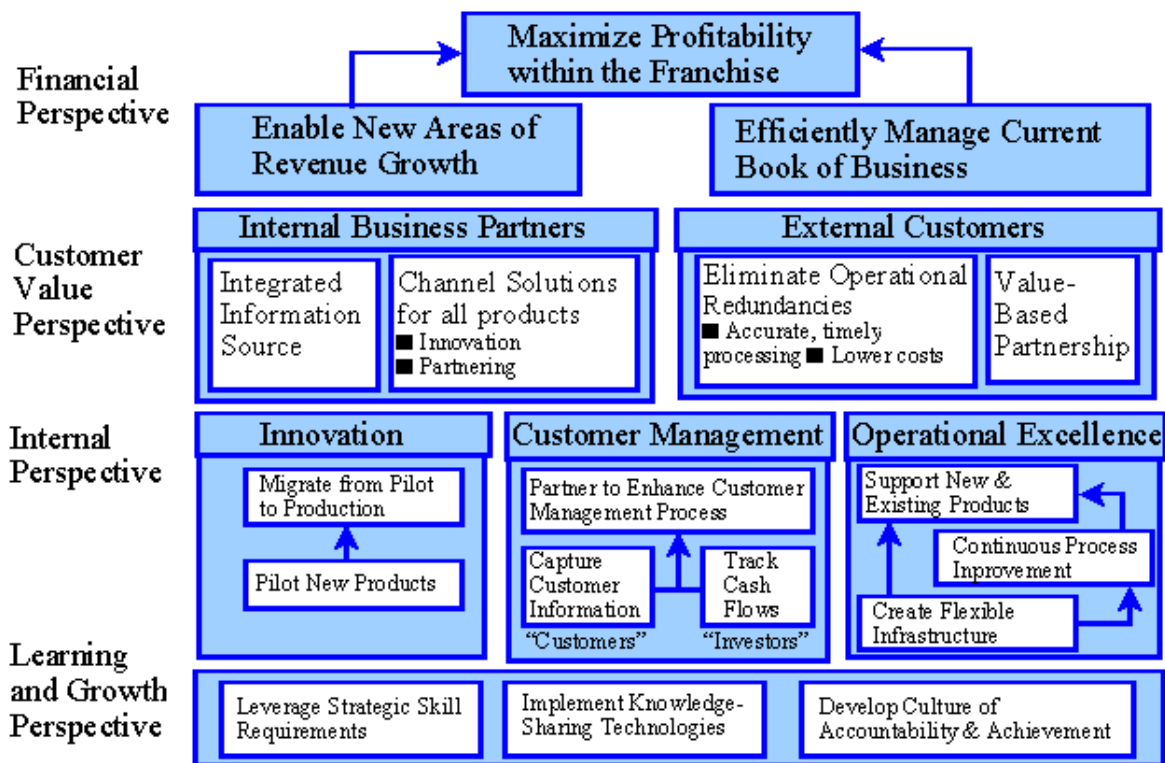 Financial
Perspective
Maximize Profitability
within the Franchise
Enable New Areas of
Revenue Growth
Efficiently Manage Current
Book of Business
Customer
Value
Perspective
Internal Business Partners
Integrated
Information
Source
Channel Solutions
for all products
■ Innovation
■ Partnering
External Customers
Eliminate Operational
Redundancies
■ Accurate, timely
processing ■ Lower costs
Value-
Based
Partnership
Internal
Perspective
Innovation
Migrate from Pilot
to Production
Pilot New Products
Customer Management
Partner to Enhance Customer
Management Process
Capture
Customer
Information
"Customers"
Track
Cash
Flows
"Investors"
Operational Excellence
Support New &
Existing Products
Continuous Process
Inprovement
Create Flexible
Infrastructure
Learning
and Growth
Perspective
Leverage Strategic Skill
Requirements
Implement Knowledge-
Sharing Technologies
Develop Culture of
Accountability & Achievement